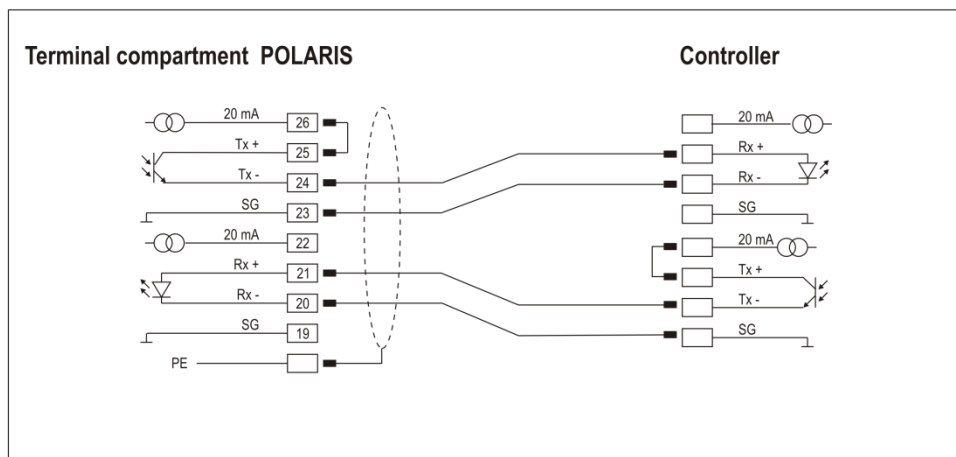 Terminal compartment POLARIS
Controller
20 mA 26
Tx + 25
Tx - 24
SG 23
20 mA 22
Rx + 21
Rx - 20
SG 19
PE
20 mA
Rx +
Rx -
SG
20 mA
Tx +
Tx -
SG